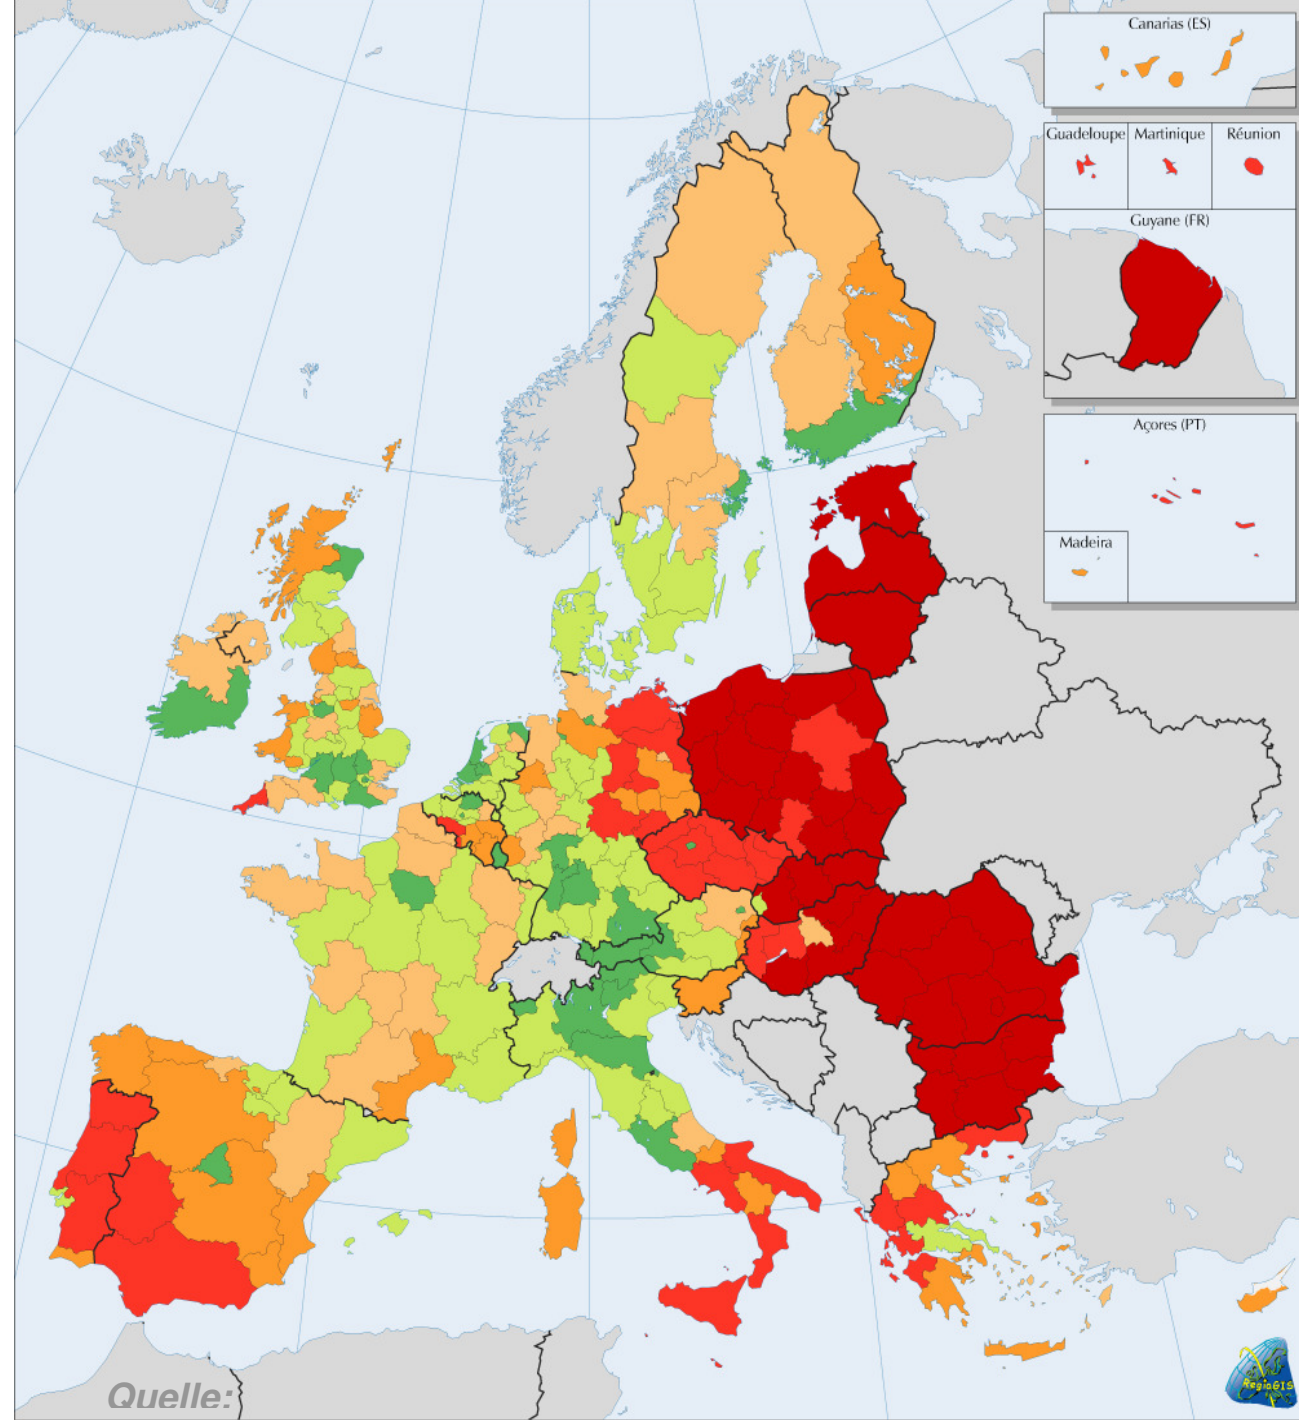 Canarias (ES)
Guadeloupe
Martinique
Réunion
Guyane (FR)
Açores (PT)
Madeira
RegioGIS
Quelle: